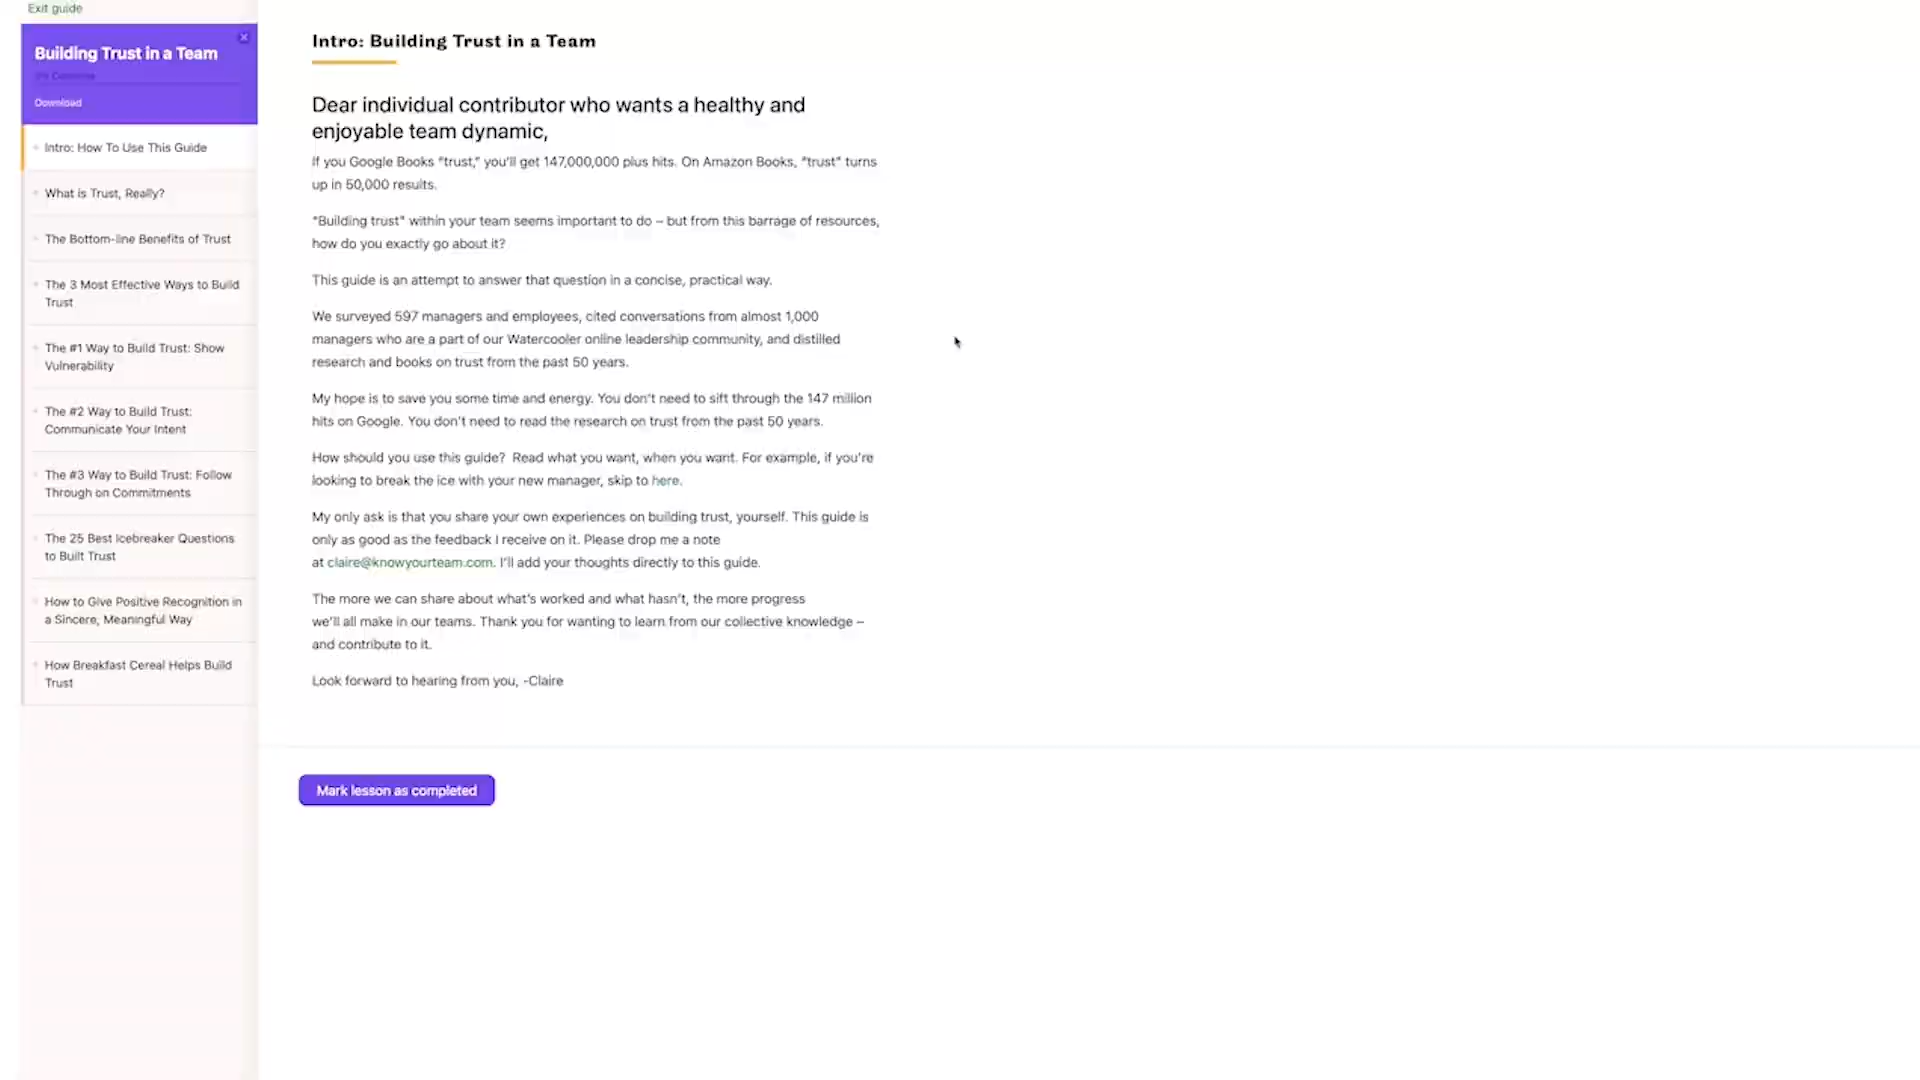 Exit guide
Building Trust in a Team
Download
Intro: How To Use This Guide
What is Trust, Really?
The Bottom-line Benefits of Trust
The 3 Most Effective Ways to Build
Trust
The #1 Way to Build Trust: Show
Vulnerability
The #2 Way to Build Trust:
Communicate Your Intent
The #3 Way to Build Trust: Follow
Through on Commitments
The 25 Best Icebreaker Questions
to Built Trust
How to Give Positive Recognition in
a Sincere, Meaningful Way
How Breakfast Cereal Helps Build
Trust
Intro: Building Trust in a Team
Dear individual contributor who wants a healthy and
enjoyable team dynamic,
If you Google Books “trust,” you’ll get 147,000,000 plus hits. On Amazon Books, “trust” turns
up in 50,000 results.
“Building trust” within your team seems important to do – but from this barrage of resources,
how do you exactly go about it?
This guide is an attempt to answer that question in a concise, practical way.
We surveyed 597 managers and employees, cited conversations from almost 1,000
managers who are a part of our Watercooler online leadership community, and distilled
research and books on trust from the past 50 years.
My hope is to save you some time and energy. You don’t need to sift through the 147 million
hits on Google. You don’t need to read the research on trust from the past 50 years.
How should you use this guide? Read what you want, when you want. For example, if you’re
looking to break the ice with your new manager, skip to here.
My only ask is that you share your own experiences on building trust, yourself. This guide is
only as good as the feedback I receive on it. Please drop me a note
at claire@knowyourteam.com. I’ll add your thoughts directly to this guide.
The more we can share about what’s worked and what hasn’t, the more progress
we’ll all make in our teams. Thank you for wanting to learn from our collective knowledge –
and contribute to it.
Look forward to hearing from you, -Claire
Mark lesson as completed